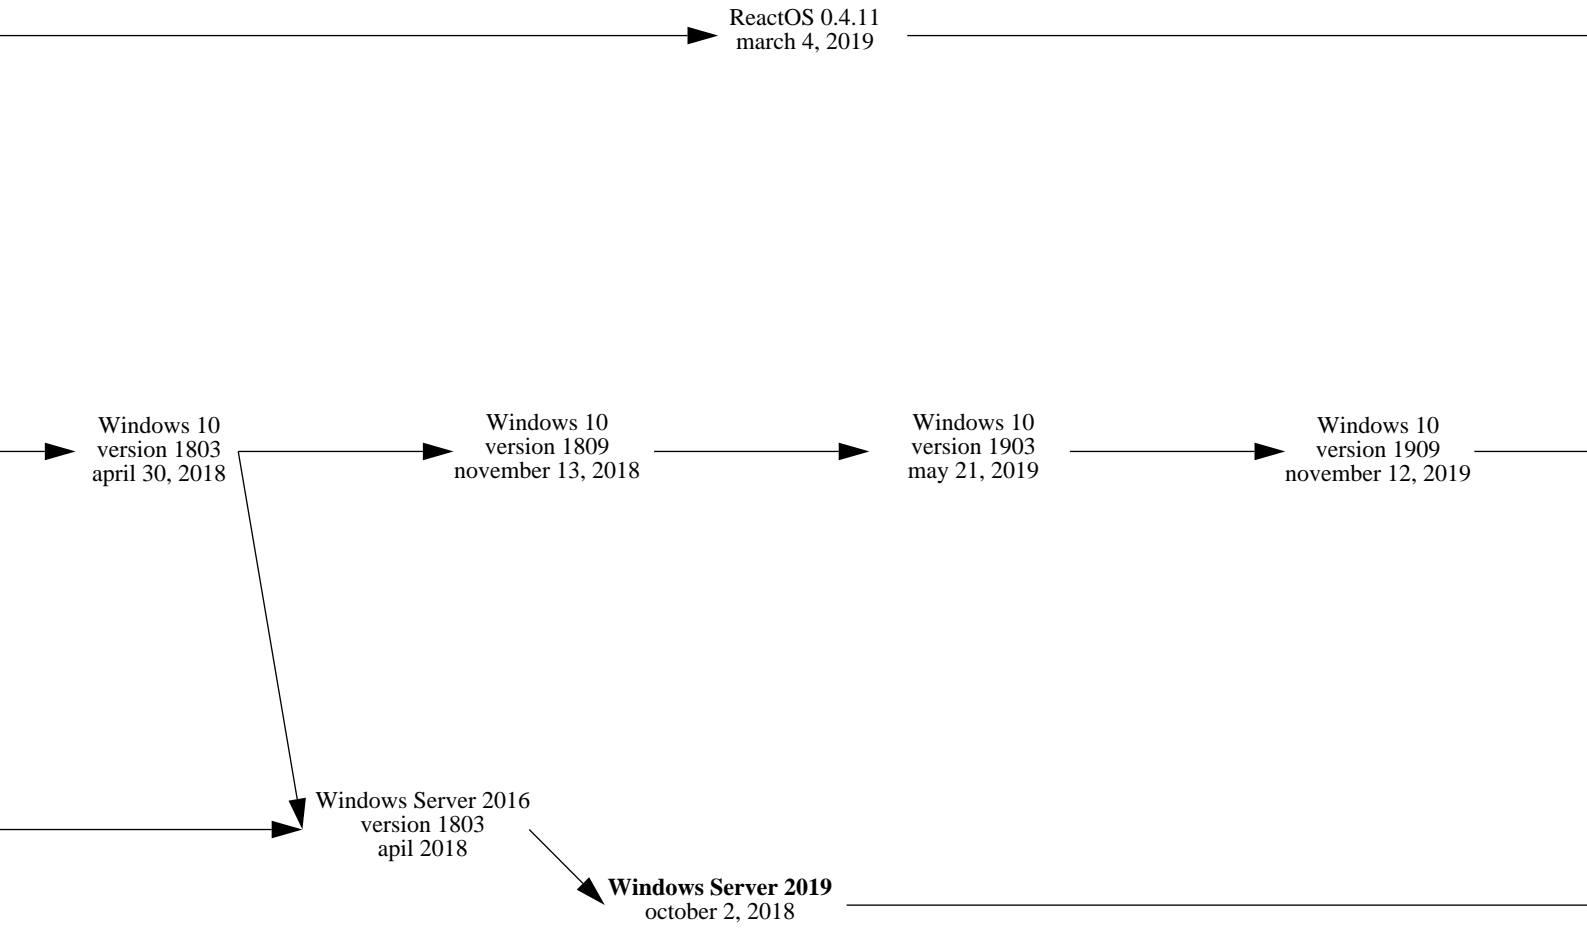 ReactOS 0.4.11
march 4, 2019
Windows 10
version 1803
april 30, 2018
Windows 10
version 1809
november 13, 2018
Windows 10
version 1903
may 21, 2019
Windows 10
version 1909
november 12, 2019
Windows Server 2016
version 1803
apil 2018
Windows Server 2019
october 2, 2018